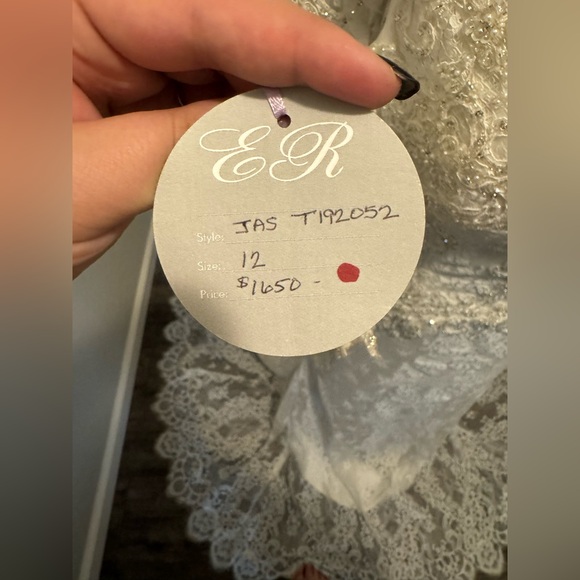 ER
Style: JAS T192052
Size: 12
Price: $1650-